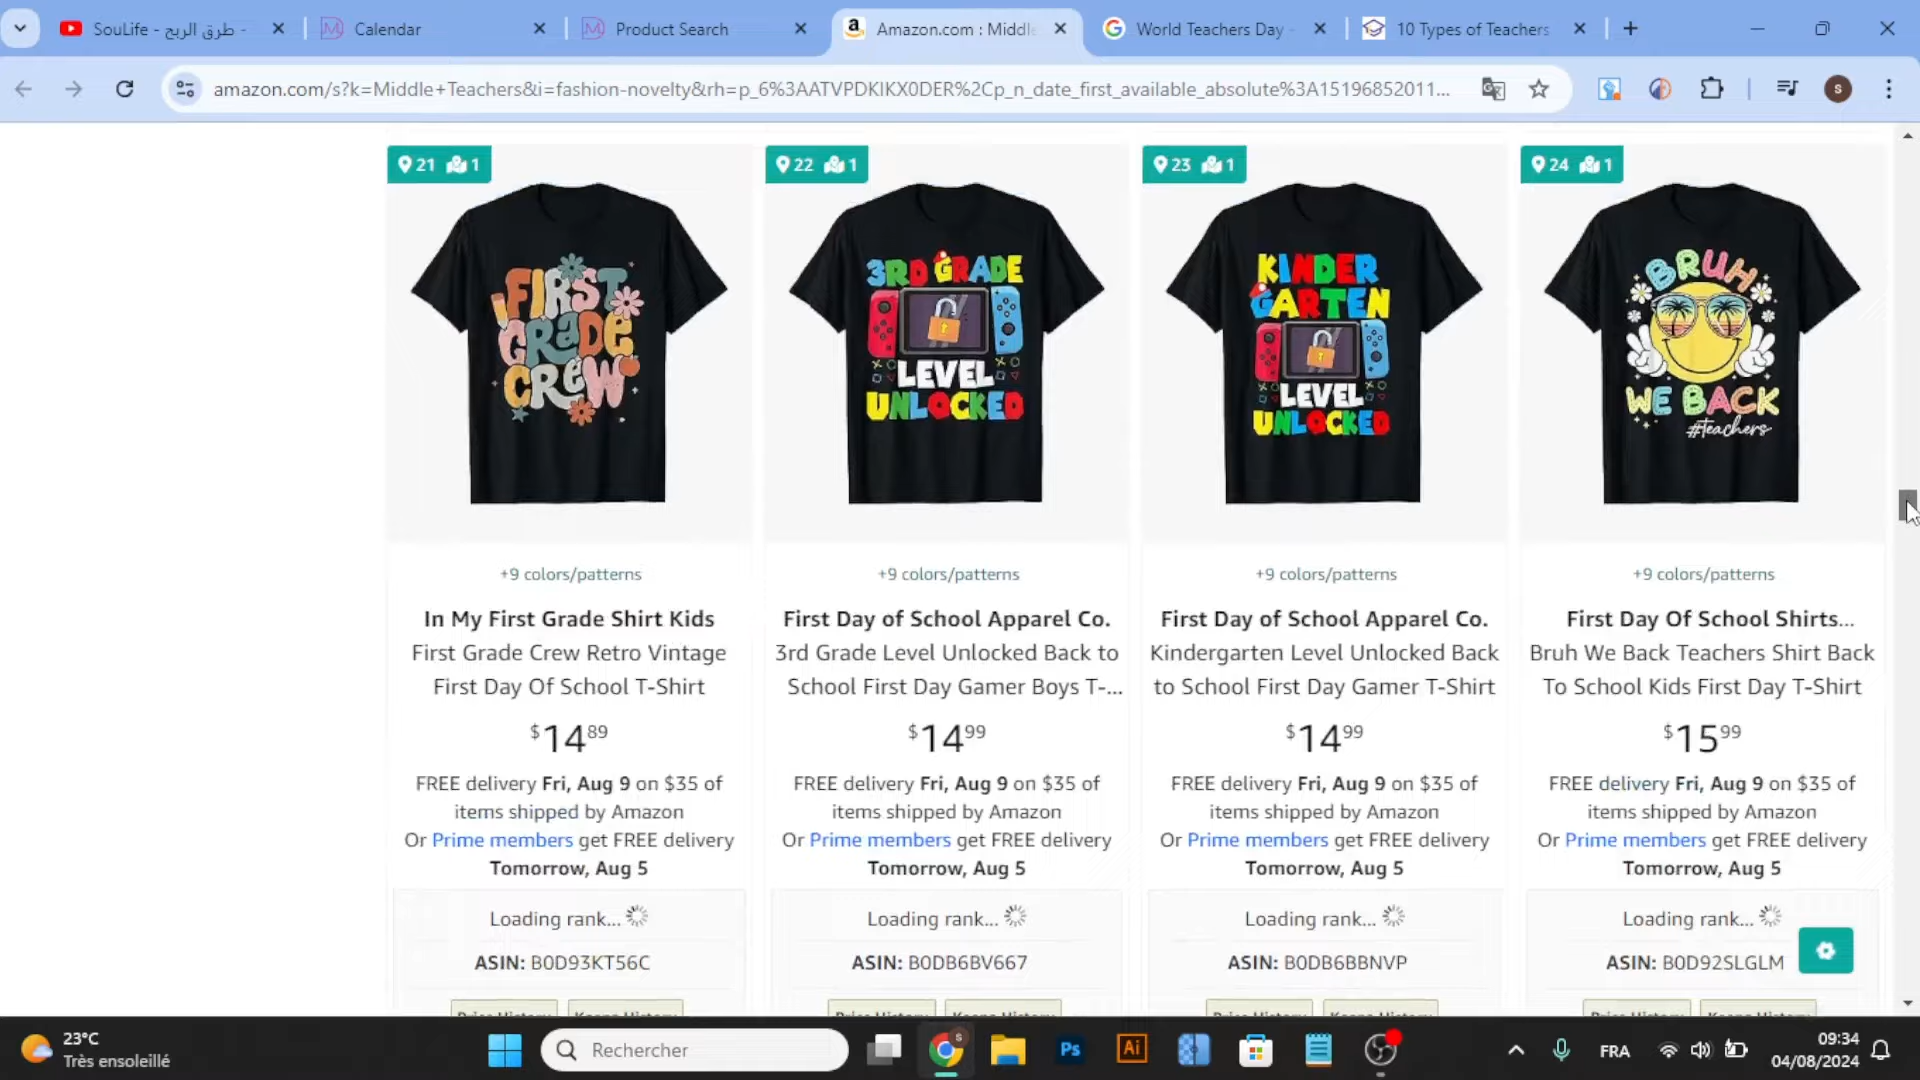 SouLife - طرق الربح -
Calendar
Product Search
Amazon.com : Middle
World Teachers Day -
10 Types of Teachers
amazon.com/s?k=Middle+Teachers&i=fashion-novelty&rh=p_6%3AATVPDKIKX0DER%2Cp_n_date_first_available_absolute%3A15196852011...
S
21 1
22 1
23 1
24 1
FIRST
GRADE
CREW
3RD GRADE
LEVEL
UNLOCKED
KINDER
GARTEN
LEVEL
UNLOCKED
BRUH
WE BACK
#Teachers
+9 colors/patterns
+9 colors/patterns
+9 colors/patterns
+9 colors/patterns
In My First Grade Shirt Kids
First Grade Crew Retro Vintage
First Day Of School T-Shirt
First Day of School Apparel Co.
3rd Grade Level Unlocked Back to
School First Day Gamer Boys T-...
First Day of School Apparel Co.
Kindergarten Level Unlocked Back
to School First Day Gamer T-Shirt
First Day Of School Shirts...
Bruh We Back Teachers Shirt Back
To School Kids First Day T-Shirt
$14 89
$14 99
$14 99
$15 99
FREE delivery Fri, Aug 9 on $35 of
items shipped by Amazon
Or Prime members get FREE delivery
Tomorrow, Aug 5
FREE delivery Fri, Aug 9 on $35 of
items shipped by Amazon
Or Prime members get FREE delivery
Tomorrow, Aug 5
FREE delivery Fri, Aug 9 on $35 of
items shipped by Amazon
Or Prime members get FREE delivery
Tomorrow, Aug 5
FREE delivery Fri, Aug 9 on $35 of
items shipped by Amazon
Or Prime members get FREE delivery
Tomorrow, Aug 5
Loading rank...
Loading rank...
Loading rank...
Loading rank...
ASIN: B0D93KT56C
ASIN: B0DB6BV667
ASIN: B0DB6BBNVP
ASIN: B0D92SLGLM
23°C
Très ensoleillé
Rechercher
Ps
Ai
FRA
09:34
04/08/2024